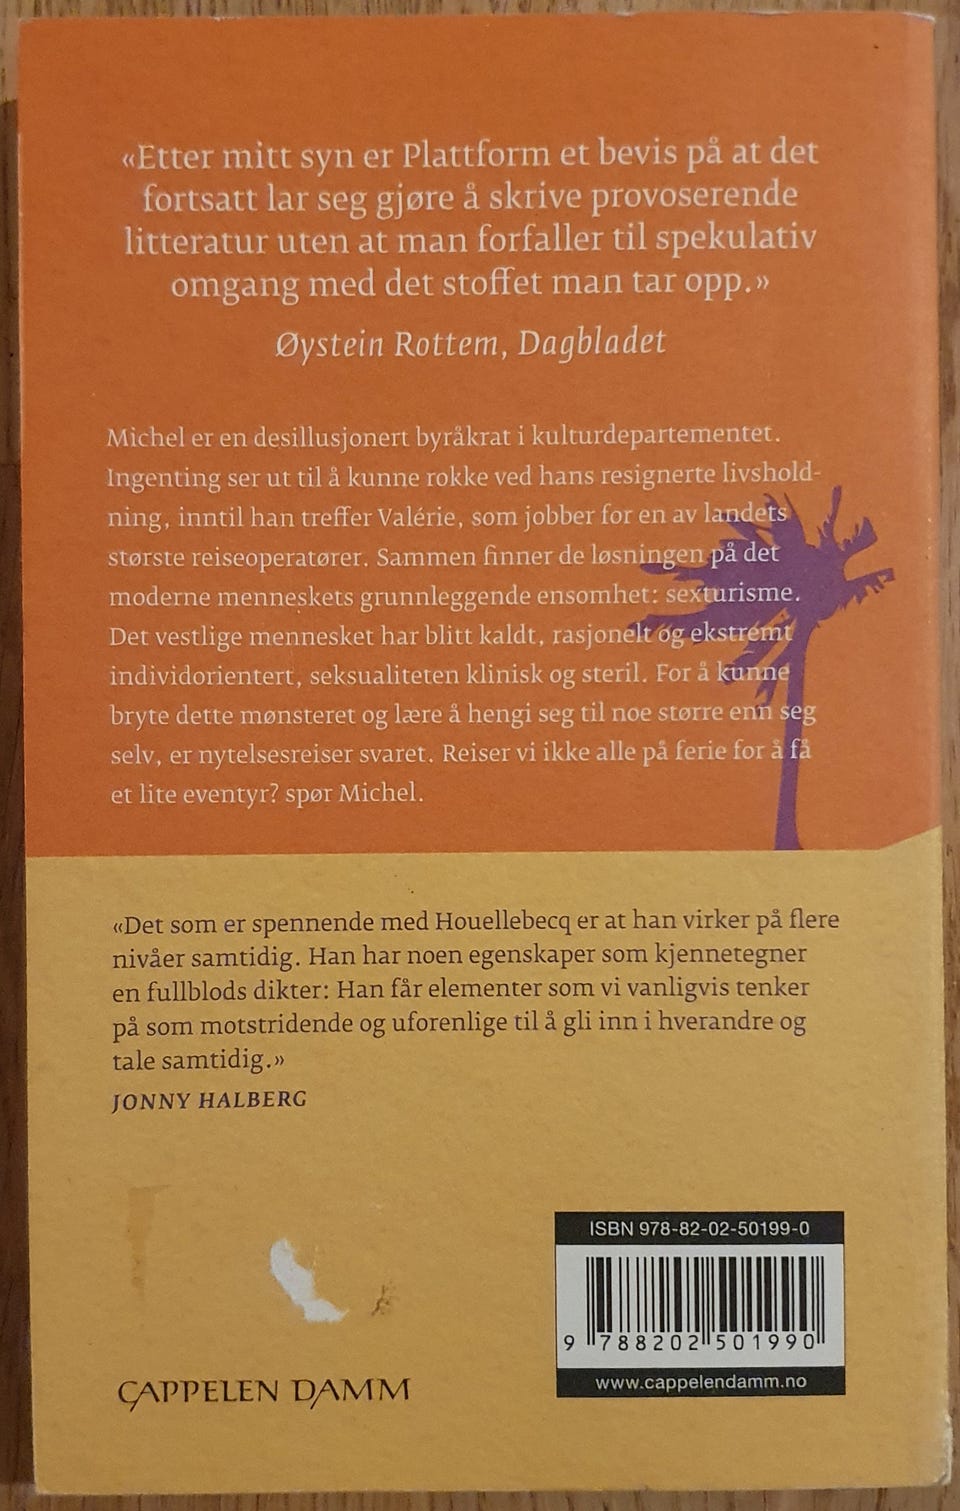 «Etter mitt syn er Plattform et bevis på at det
fortsatt lar seg gjøre å skrive provoserende
litteratur uten at man forfaller til spekulativ
omgang med det stoffet man tar opp.»
Øystein Rottem, Dagbladet
Michel er en desillusjonert byråkrat i kulturdepartementet.
Ingenting ser ut til å kunne rokke ved hans resignerte livshold-
ning, inntil han treffer Valérie, som jobber for en av landets
største reiseoperatører. Sammen finner de løsningen på det
moderne menneskets grunnleggende ensomhet: sexturisme.
Det vestlige mennesket har blitt kaldt, rasjonelt og ekstremt
individorientert, seksualiteten klinisk og steril. For å kunne
bryte dette mønsteret og lære å hengi seg til noe større enn seg
selv, er nytelsesreiser svaret. Reiser vi ikke alle på ferie for å få
et lite eventyr? spør Michel.
«Det som er spennende med Houellebecq er at han virker på flere
nivåer samtidig. Han har noen egenskaper som kjennetegner
en fullblods dikter: Han får elementer som vi vanligvis tenker
på som motstridende og uforenlige til å gli inn i hverandre og
tale samtidig.»
JONNY HALBERG
ISBN 978-82-02-50199-0
9 788202 501990
www.cappelendamm.no
CAPPELEN DAMM